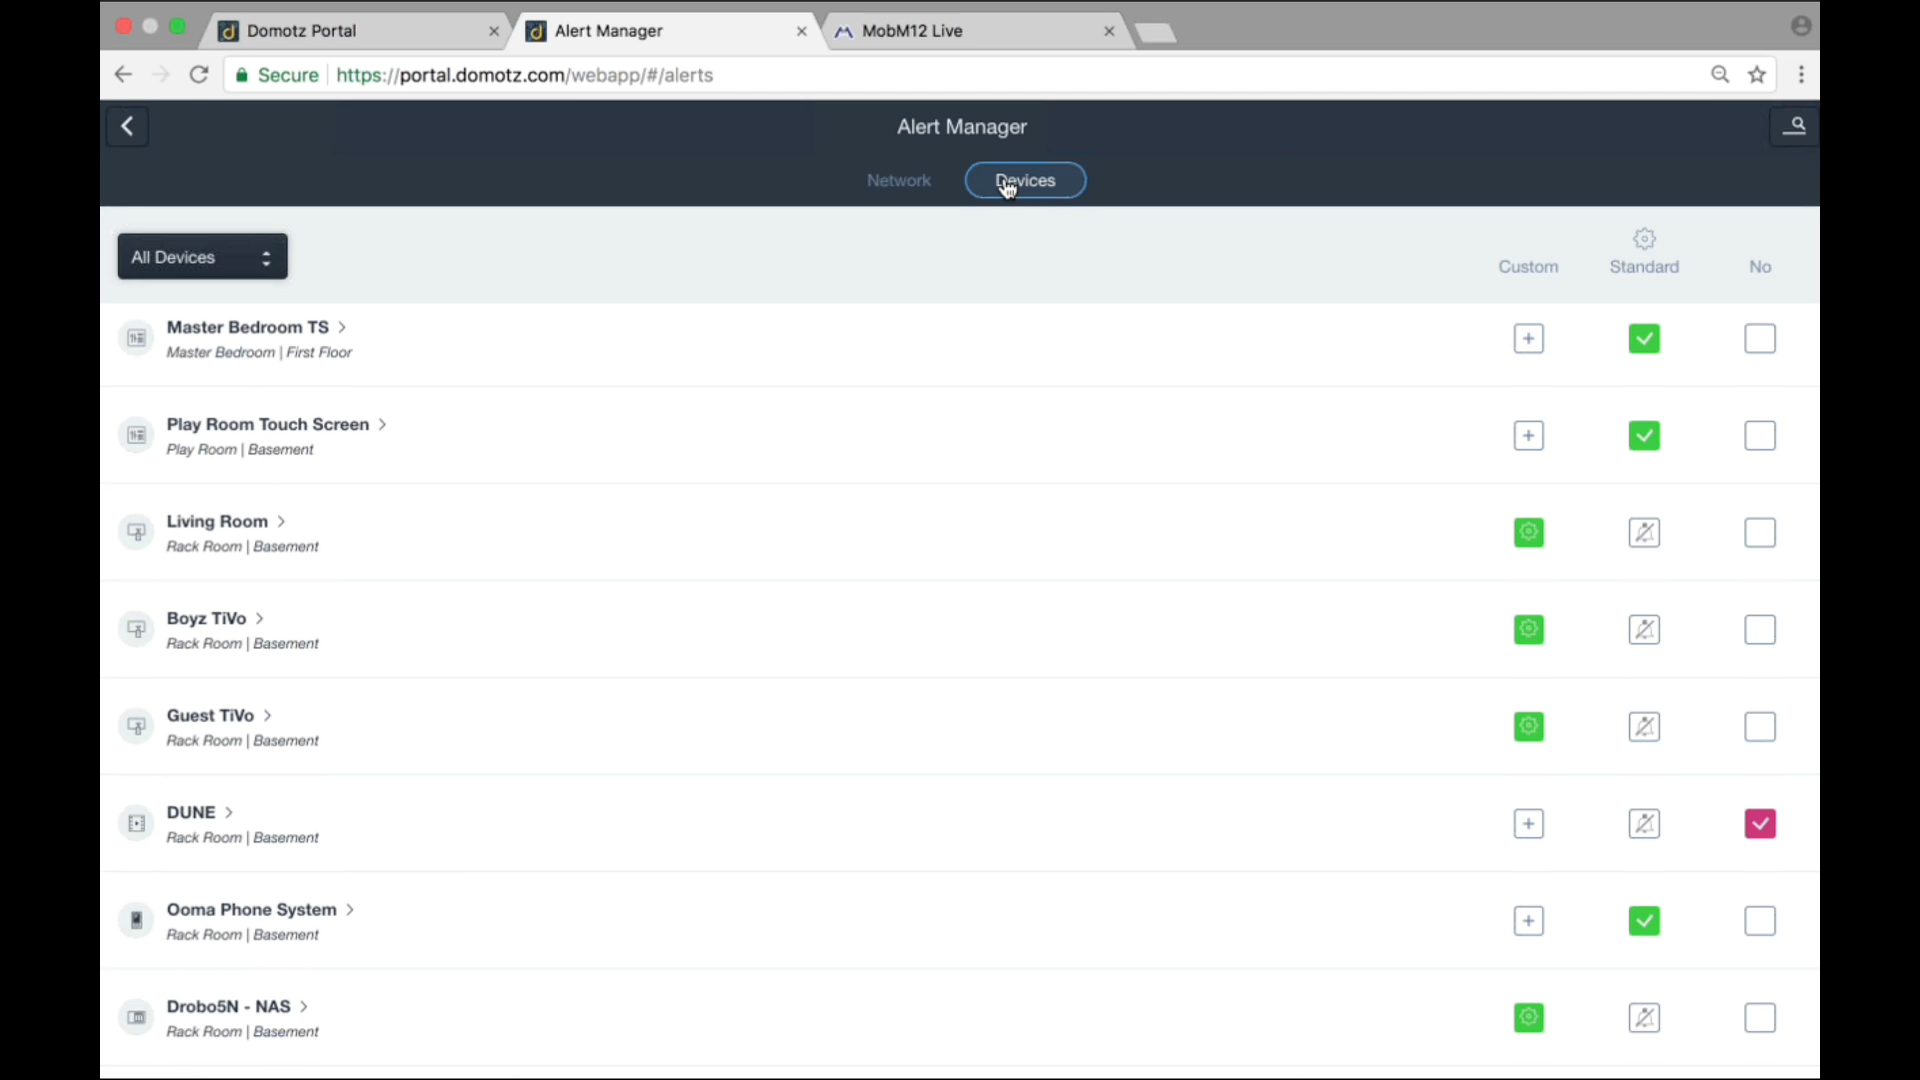 Domotz Portal
Alert Manager
MobM12 Live
Secure
https://portal.domotz.com/webapp/#/alerts
Alert Manager
Network
Devices
All Devices
Custom
Standard
No
Master Bedroom TS
Master Bedroom | First Floor
Play Room Touch Screen
Play Room | Basement
Living Room
Rack Room | Basement
Boyz TiVo
Rack Room | Basement
Guest TiVo
Rack Room | Basement
DUNE
Rack Room | Basement
Ooma Phone System
Rack Room | Basement
Drobo5N - NAS
Rack Room | Basement